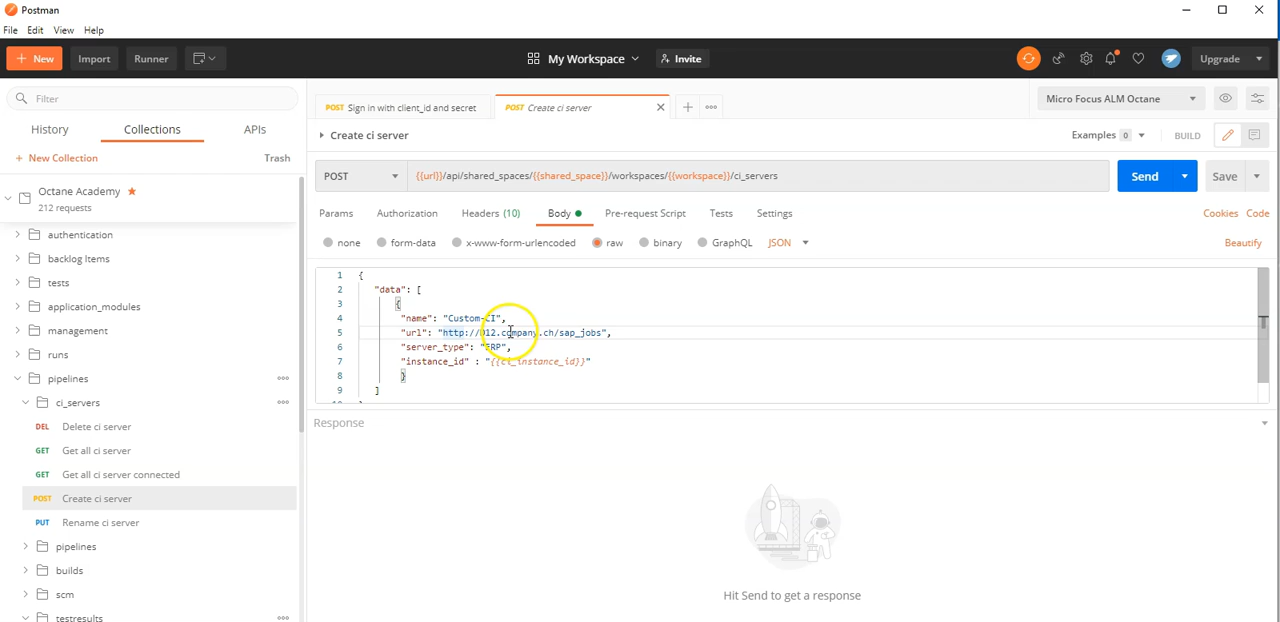 Postman
File Edit View Help
+ New Import Runner My Workspace Invite Upgrade
Filter
History Collections APIs
+ New Collection Trash
Octane Academy
212 requests
authentication
backlog Items
tests
application_modules
management
runs
pipelines
ci_servers
DEL Delete ci server
GET Get all ci server
GET Get all ci server connected
POST Create ci server
PUT Rename ci server
pipelines
builds
scm
testresults
POST Sign in with client_id and secret POST Create ci server
Micro Focus ALM Octane
Create ci server Examples 0 BUILD
POST {{url}}/api/shared_spaces/{{shared_space}}/workspaces/{{workspace}}/ci_servers Send Save
Params Authorization Headers (10) Body Pre-request Script Tests Settings Cookies Code
none form-data x-www-form-urlencoded raw binary GraphQL JSON Beautify
1 {
2 "data": [
3 {
4 "name": "Custom-CI",
5 "url": "http://D12.company.ch/sap_jobs",
6 "server_type": "ERP",
7 "instance_id" : "{{ci_instance_id}}"
8 }
9 ]
Response
Hit Send to get a response